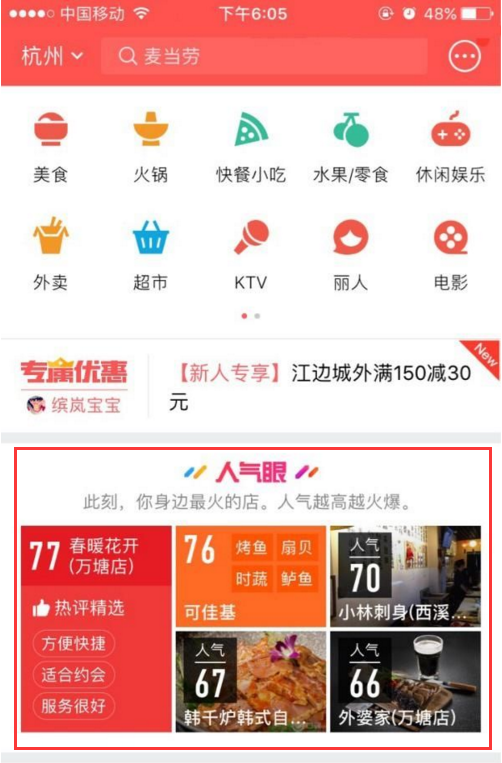 中国移动 下午6:05 48%
杭州 麦当劳
美食 火锅 快餐小吃 水果/零食 休闲娱乐
外卖 超市 KTV 丽人 电影
专属优惠
缤岚宝宝
【新人专享】江边城外满150减30
元
New
人气眼
此刻，你身边最火的店。人气越高越火爆。
77 春暖花开
(万塘店)
热评精选
方便快捷
适合约会
服务很好
76 烤鱼 扇贝
时蔬 鲈鱼
可佳基
人气
70
小林刺身(西溪...
人气
67
韩千炉韩式自...
人气
66
外婆家(万塘店)